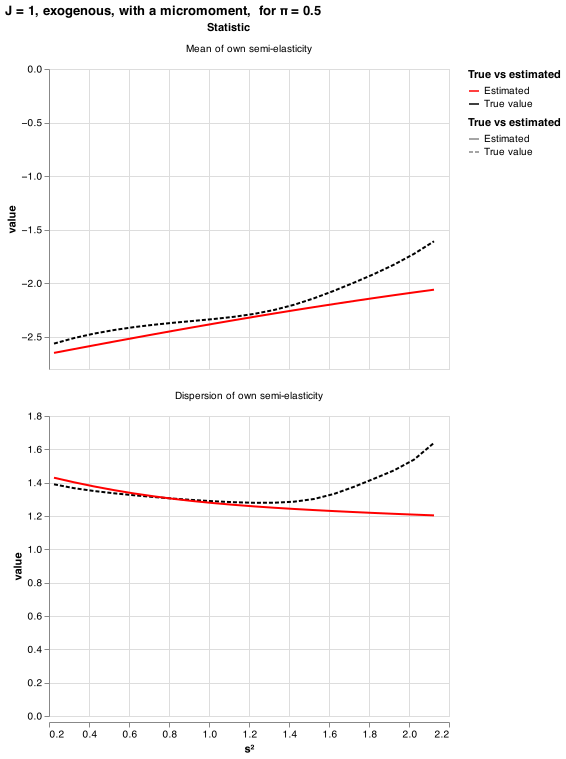 J = 1, exogenous, with a micromoment,  for π = 0.5
Statistic
Mean of own semi-elasticity
0.0
−0.5
−1.0
−1.5
−2.0
−2.5
value
True vs estimated
Estimated
True value
True vs estimated
Estimated
True value
Dispersion of own semi-elasticity
1.8
1.6
1.4
1.2
1.0
0.8
0.6
0.4
0.2
0.0
value
0.2 0.4 0.6 0.8 1.0 1.2 1.4 1.6 1.8 2.0 2.2
s²